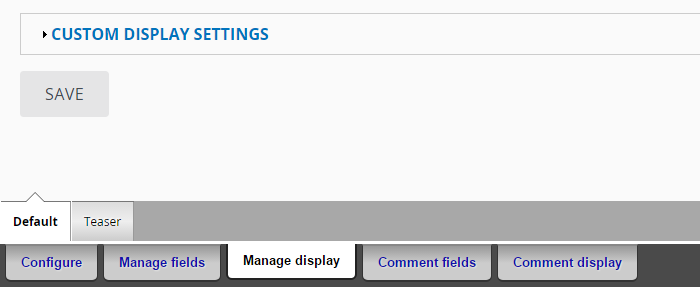 CUSTOM DISPLAY SETTINGS
SAVE
Default Teaser
Configure Manage fields Manage display Comment fields Comment display